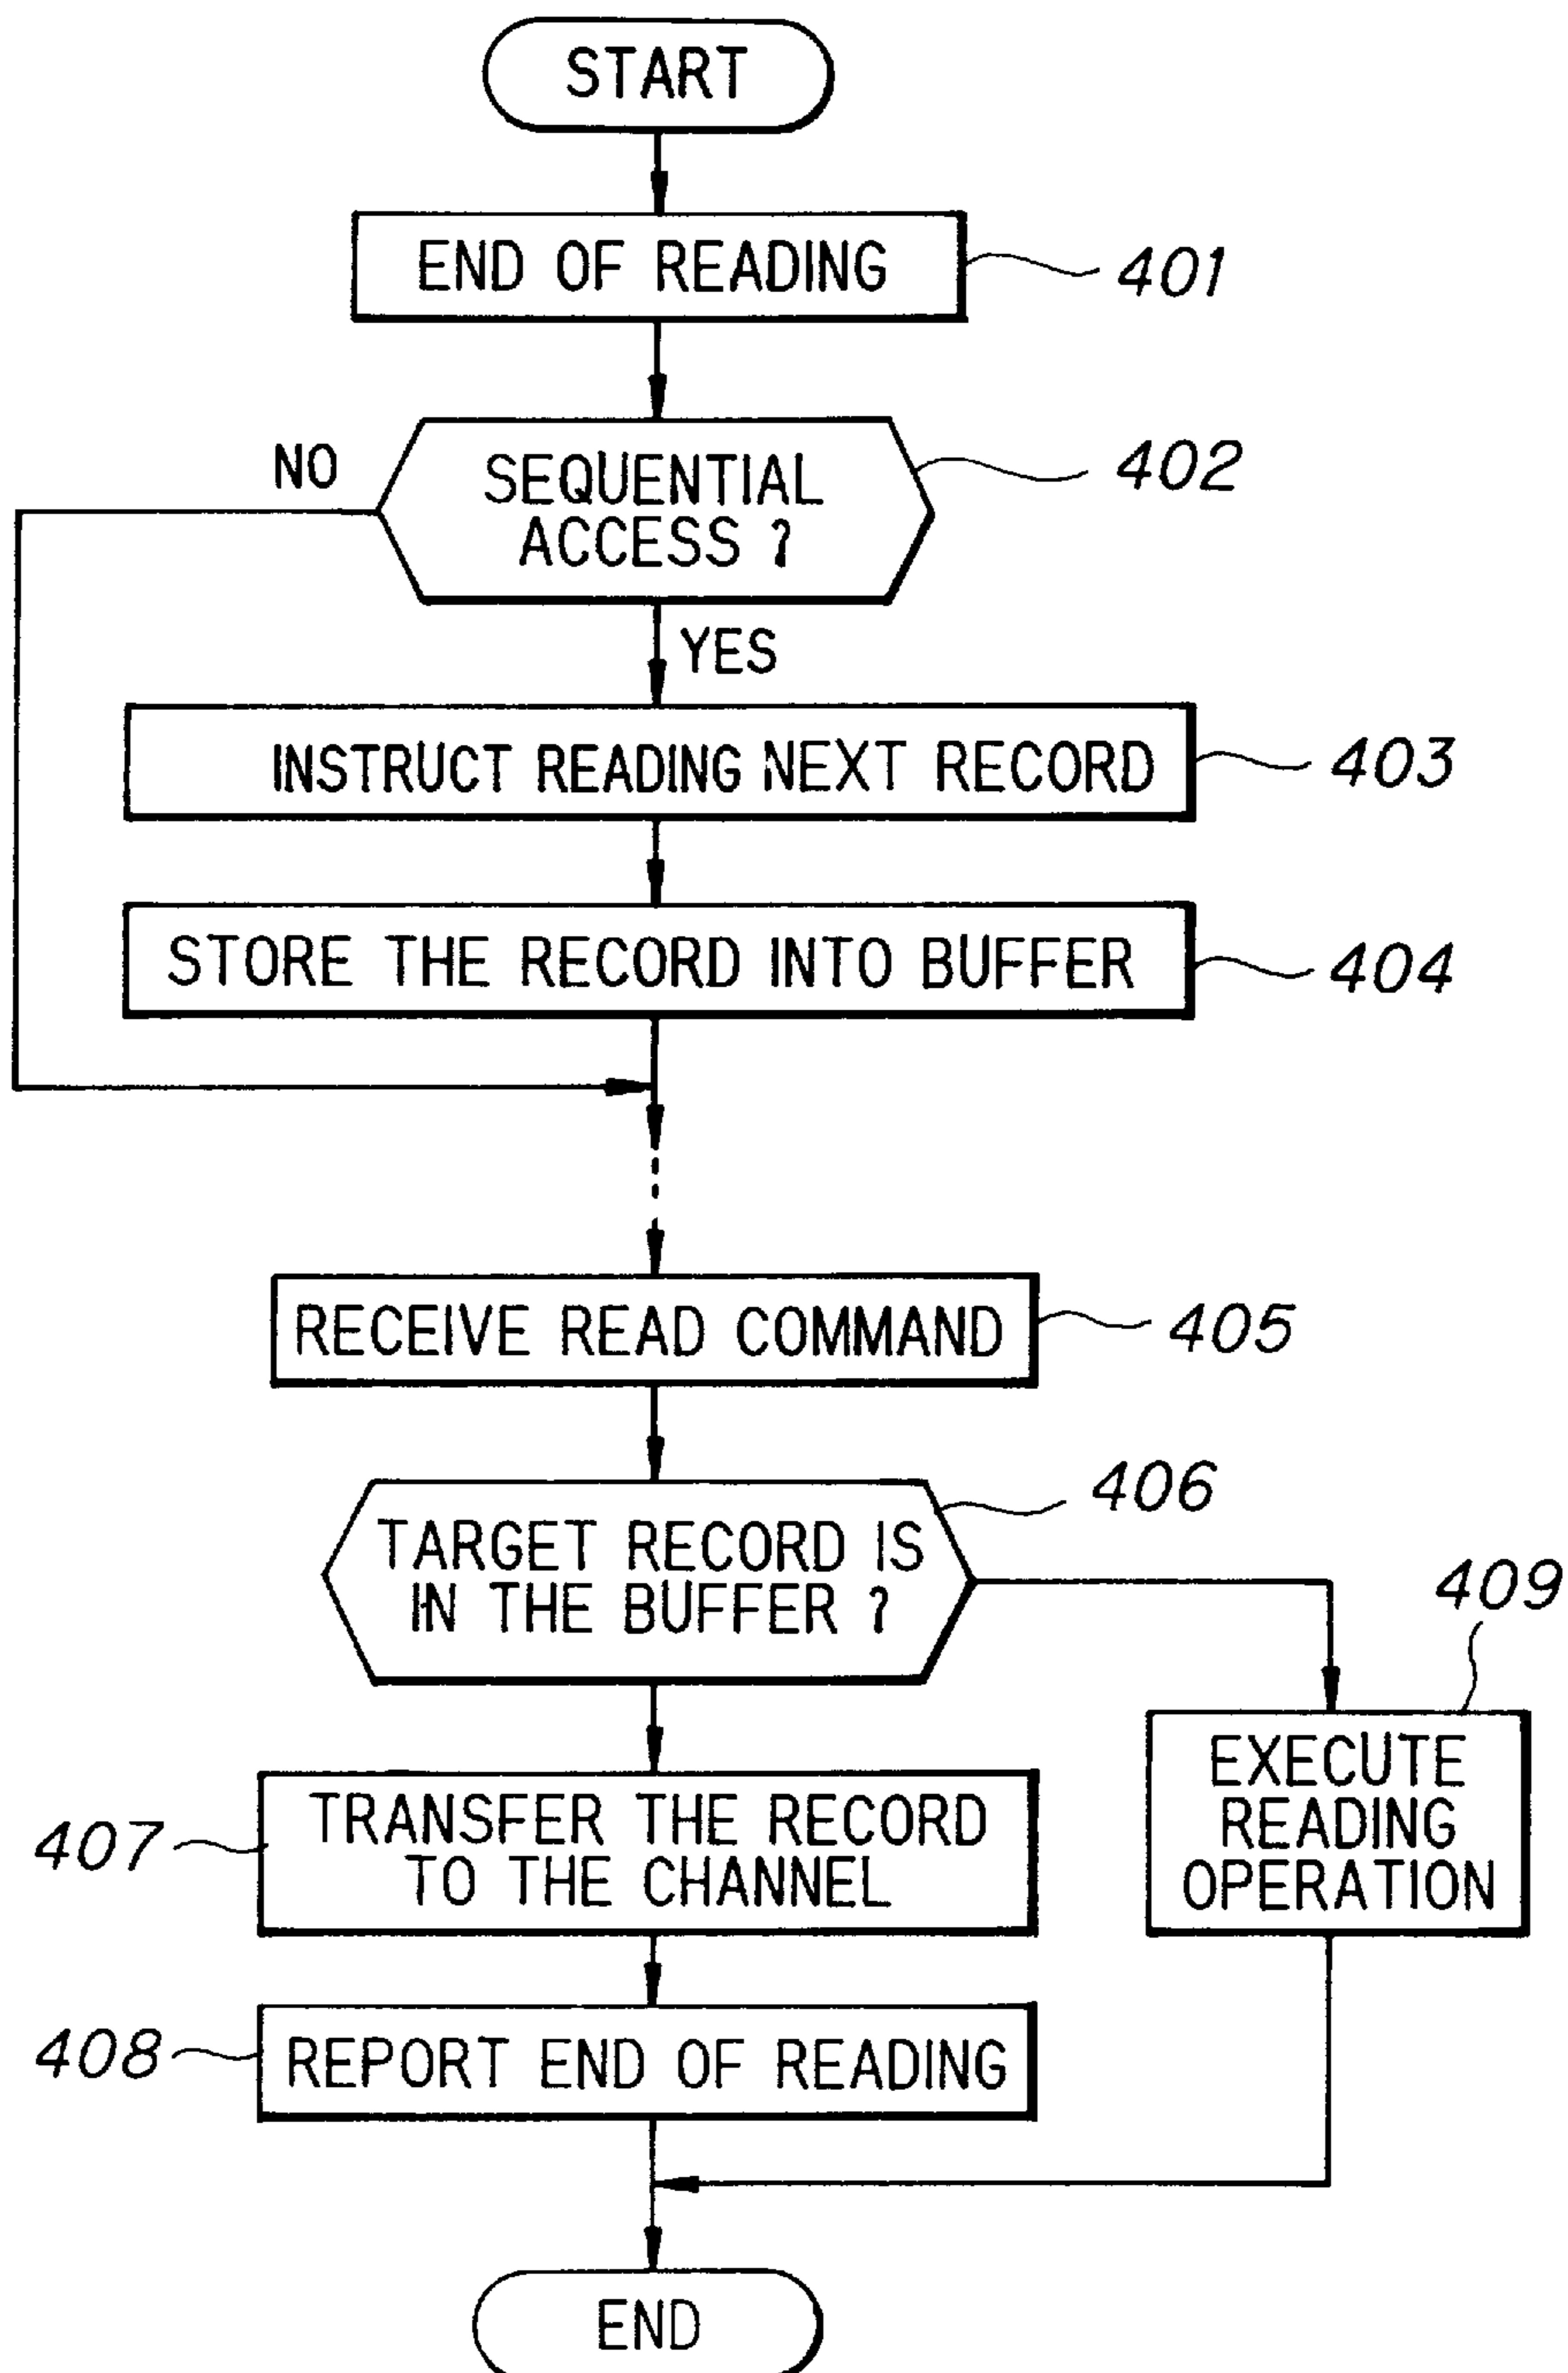 START
END OF READING
401
SEQUENTIAL
ACCESS ?
402
NO
YES
INSTRUCT READING NEXT RECORD
403
STORE THE RECORD INTO BUFFER
404
RECEIVE READ COMMAND
405
TARGET RECORD IS
IN THE BUFFER ?
406
409
EXECUTE
READING
OPERATION
407
TRANSFER THE RECORD
TO THE CHANNEL
408
REPORT END OF READING
END